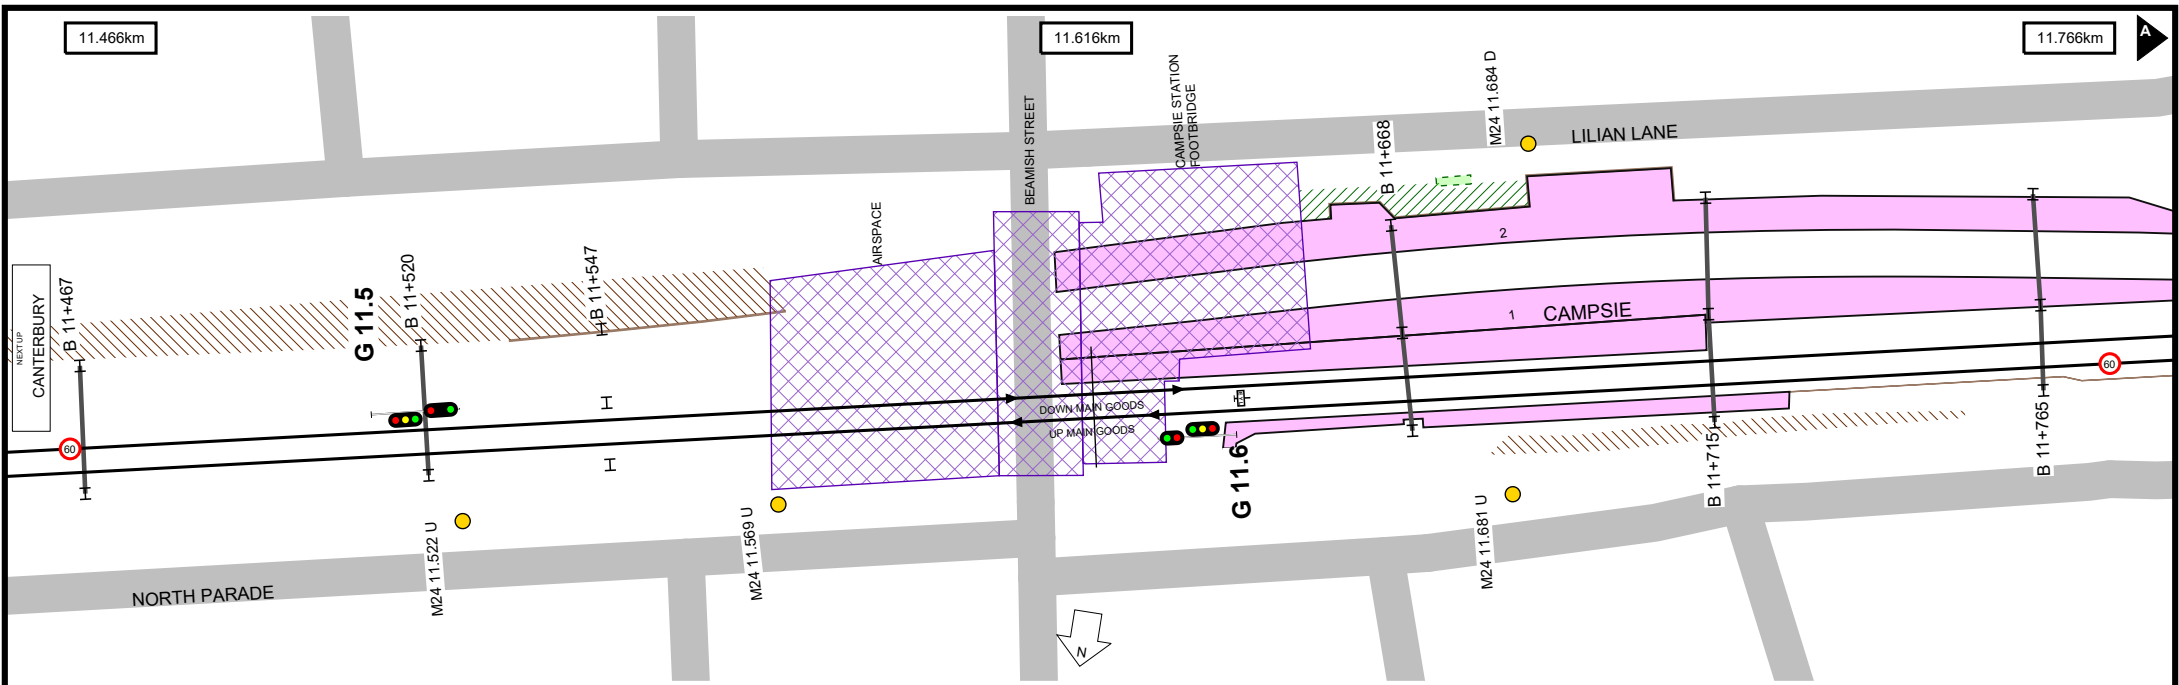 11.466km
11.616km
11.766km
A
NEXT UP
CANTERBURY
B 11+467
G 11.5
B 11+520
B 11+547
AIRSPACE
BEAMISH STREET
CAMPSIE STATION
FOOTBRIDGE
B 11+668
M24 11.684 D
LILIAN LANE
2
1
CAMPSIE
60
60
DOWN MAIN GOODS
UP MAIN GOODS
G 11.6
B 11+715
B 11+765
M24 11.522 U
M24 11.569 U
M24 11.681 U
NORTH PARADE
N